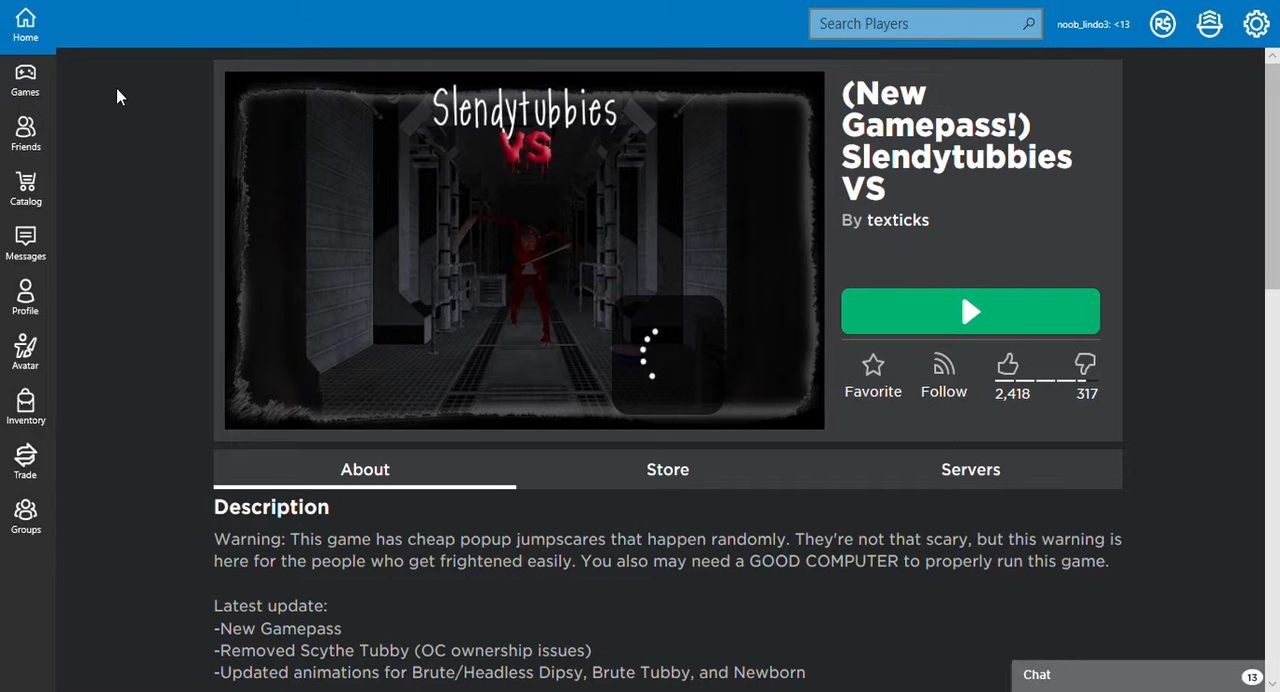 Home
Search Players
noob_lindo3: <13
R$
Games
Friends
Catalog
Messages
Profile
Avatar
Inventory
Trade
Groups
Slendytubbies
VS
(New
Gamepass!)
Slendytubbies
VS
By texticks
Favorite
Follow
2,418
317
About
Store
Servers
Description
Warning: This game has cheap popup jumpscares that happen randomly. They're not that scary, but this warning is
here for the people who get frightened easily. You also may need a GOOD COMPUTER to properly run this game.
Latest update:
-New Gamepass
-Removed Scythe Tubby (OC ownership issues)
-Updated animations for Brute/Headless Dipsy, Brute Tubby, and Newborn
Chat
13